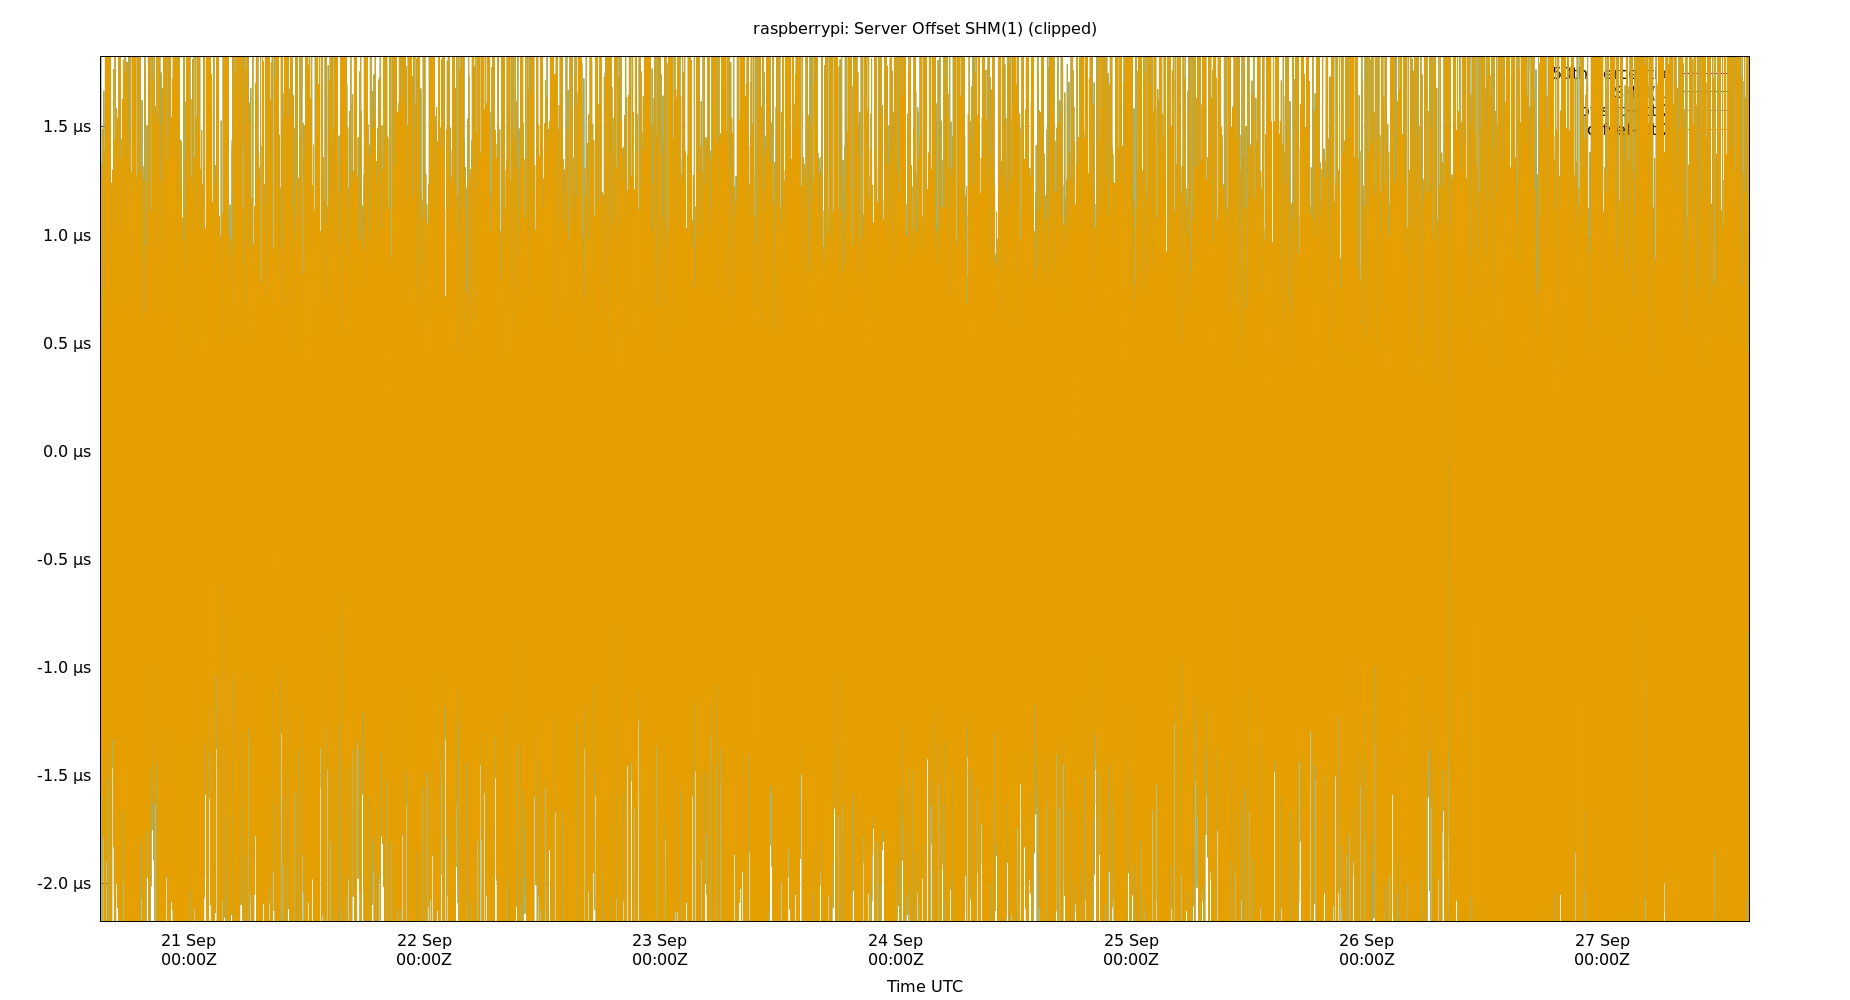 raspberrypi: Server Offset SHM(1) (clipped)
1.5 µs
1.0 µs
0.5 µs
0.0 µs
-0.5 µs
-1.0 µs
-1.5 µs
-2.0 µs
21 Sep 22 Sep 23 Sep 24 Sep 25 Sep 26 Sep 27 Sep
00:00Z 00:00Z 00:00Z 00:00Z 00:00Z 00:00Z 00:00Z
Time UTC